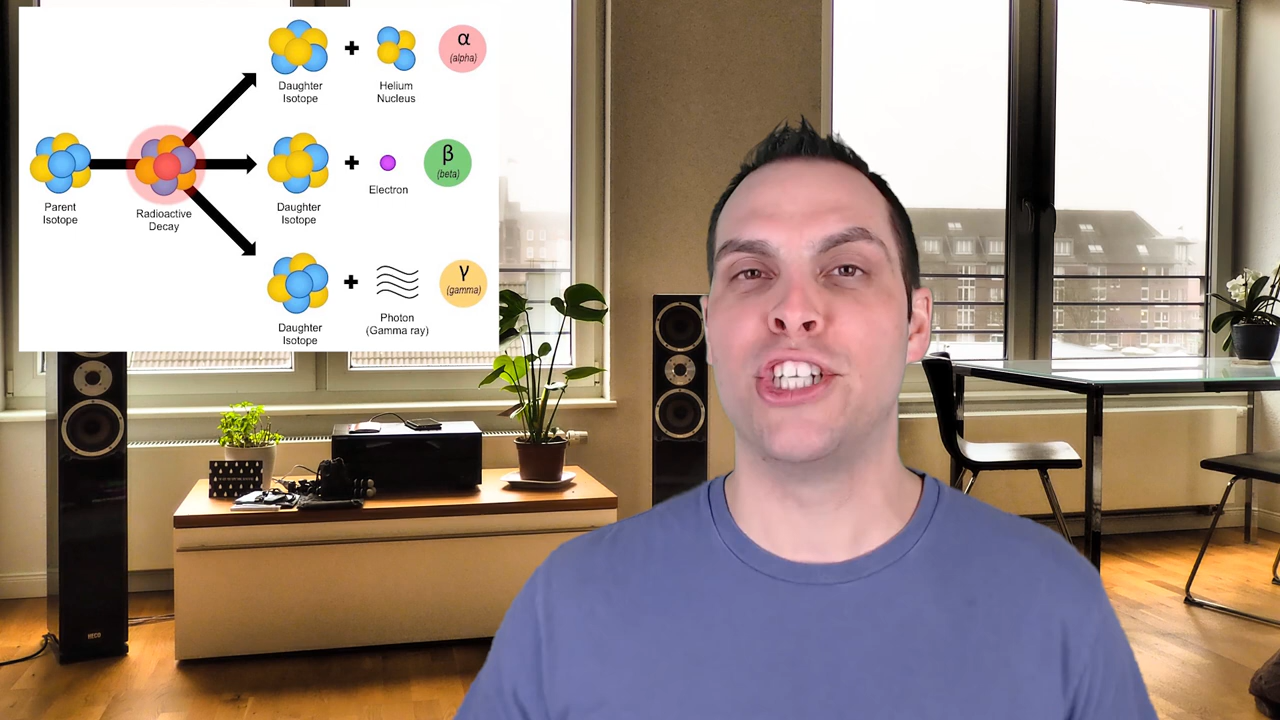 α
(alpha)
Daughter
Isotope
Helium
Nucleus
β
(beta)
Electron
Parent
Isotope
Radioactive
Decay
Daughter
Isotope
γ
(gamma)
Photon
(Gamma ray)
Daughter
Isotope
HECO